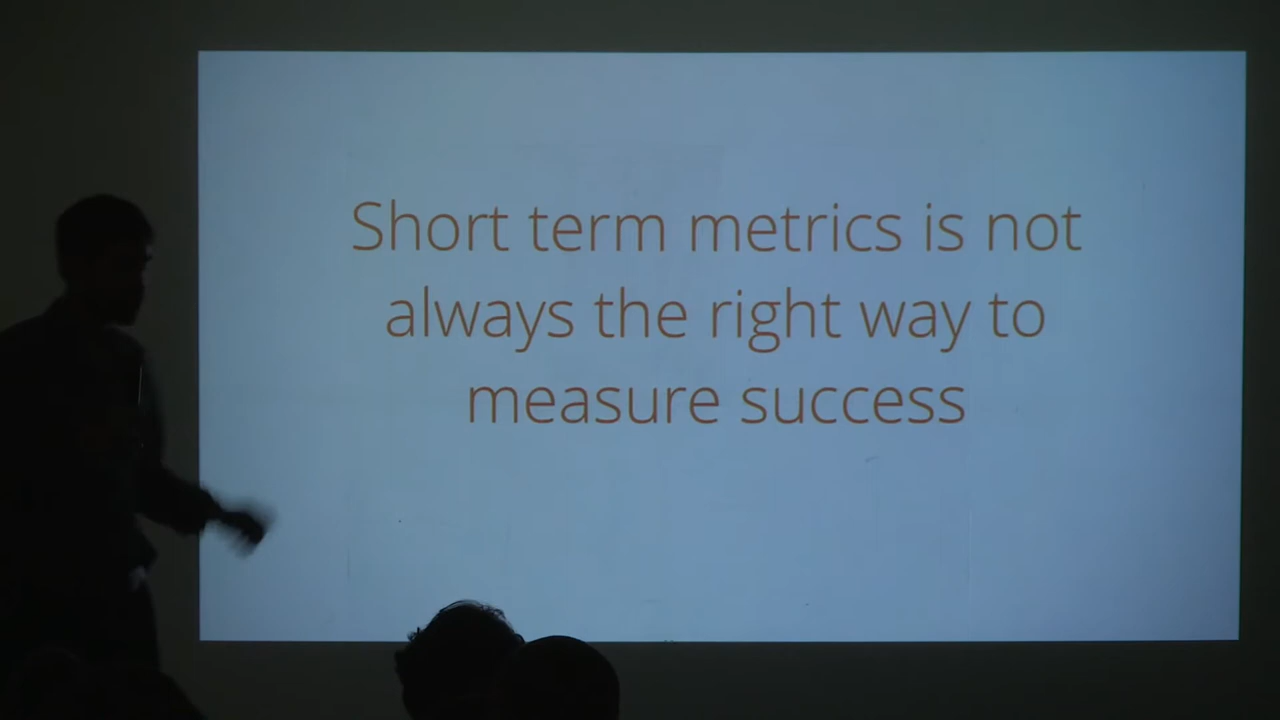 Short term metrics is not
always the right way to
measure success